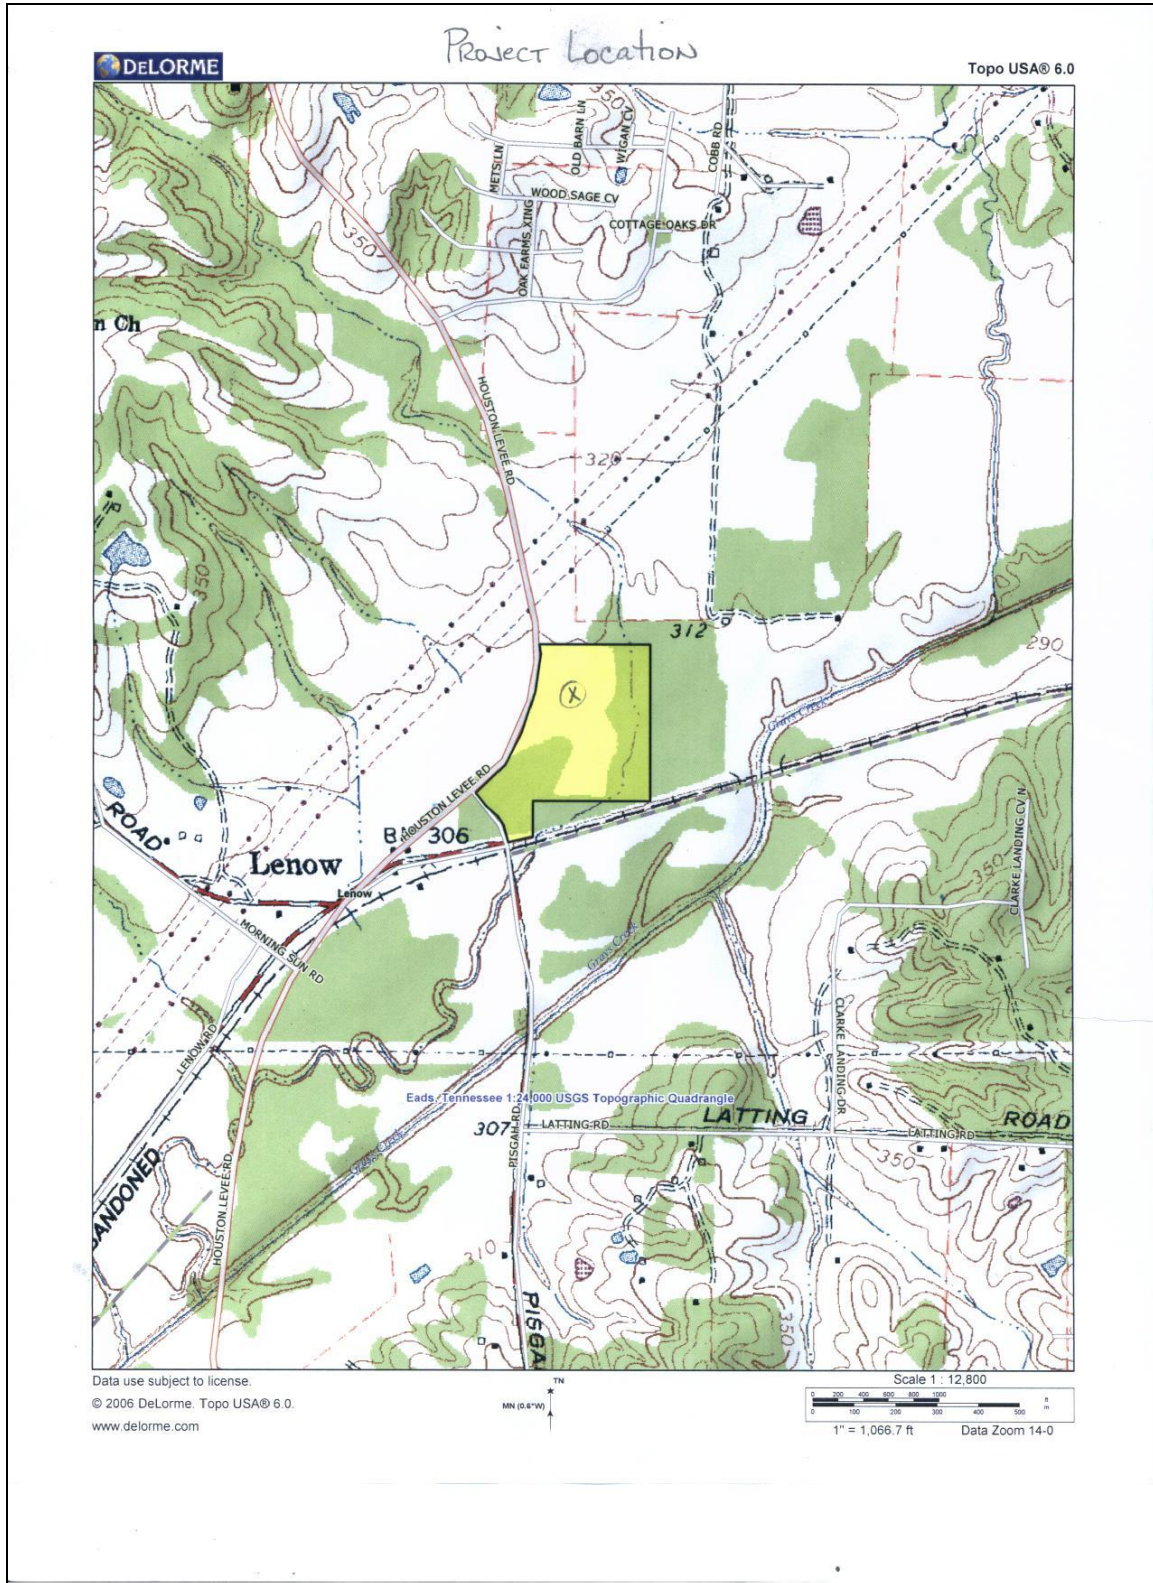 Project Location
DELORME
Topo USA® 6.0
350
METS LN
OLD BARN LN
WIGAN CV
COBB RD
WOOD SAGE CV
COTTAGE OAKS DR
OAK FARMS XING
350
n Ch
HOUSTON LEVEE RD
320
350
312
290
X
HOUSTON LEVEE RD
ROAD
306
Lenow
Lenow
Grays Creek
350
CLARKE LANDING CV N
MORNING SUN RD
Grays Creek
LENOW RD
CLARKE LANDING DR
Eads, Tennessee 1:24,000 USGS Topographic Quadrangle
LATTING
ROAD
307
LATTING RD
LATTING RD
PISGAH RD
Grays Creek
350
ANDONED
HOUSTON LEVEE RD
310
PISGA
350
Data use subject to license.
© 2006 DeLorme. Topo USA® 6.0.
www.delorme.com
TN
MN (0.6°W)
Scale 1 : 12,800
0 200 400 600 800 1000
ft
m
0 100 200 300 400 500
1" = 1,066.7 ft
Data Zoom 14-0